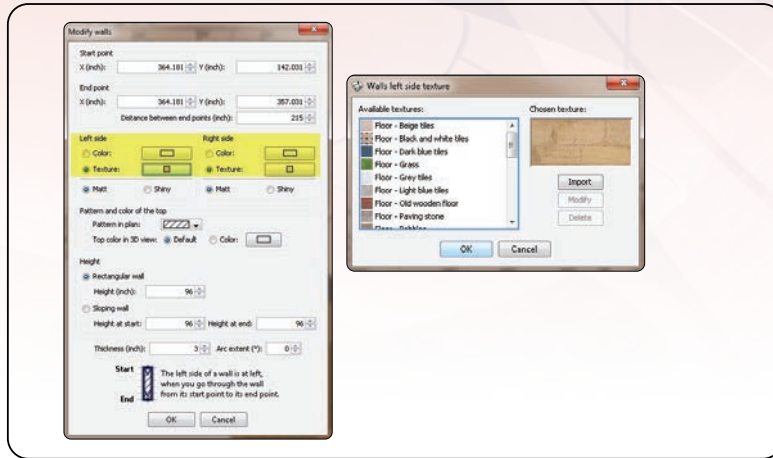 Modify walls
Start point
X (inch): 364.181 Y (inch): 142.031
End point
X (inch): 364.181 Y (inch): 357.031
Distance between end points (inch): 215
Left side Right side
Color: Color:
Texture: Texture:
Matt Shiny Matt Shiny
Pattern and color of the top
Pattern in plan:
Top color in 3D view: Default Color:
Height
Rectangular wall
Height (inch): 96
Sloping wall
Height at start: 96 Height at end: 96
Thickness (inch): 3 Arc extent (°): 0
Start
The left side of a wall is at left,
when you go through the wall
from its start point to its end point.
End
OK Cancel
Walls left side texture
Available textures: Chosen texture:
Floor - Beige tiles
Floor - Black and white tiles
Floor - Dark blue tiles
Floor - Grass
Floor - Grey tiles
Floor - Light blue tiles
Floor - Old wooden floor
Floor - Paving stone
Floor - Pebbles
Import
Modify
Delete
OK Cancel